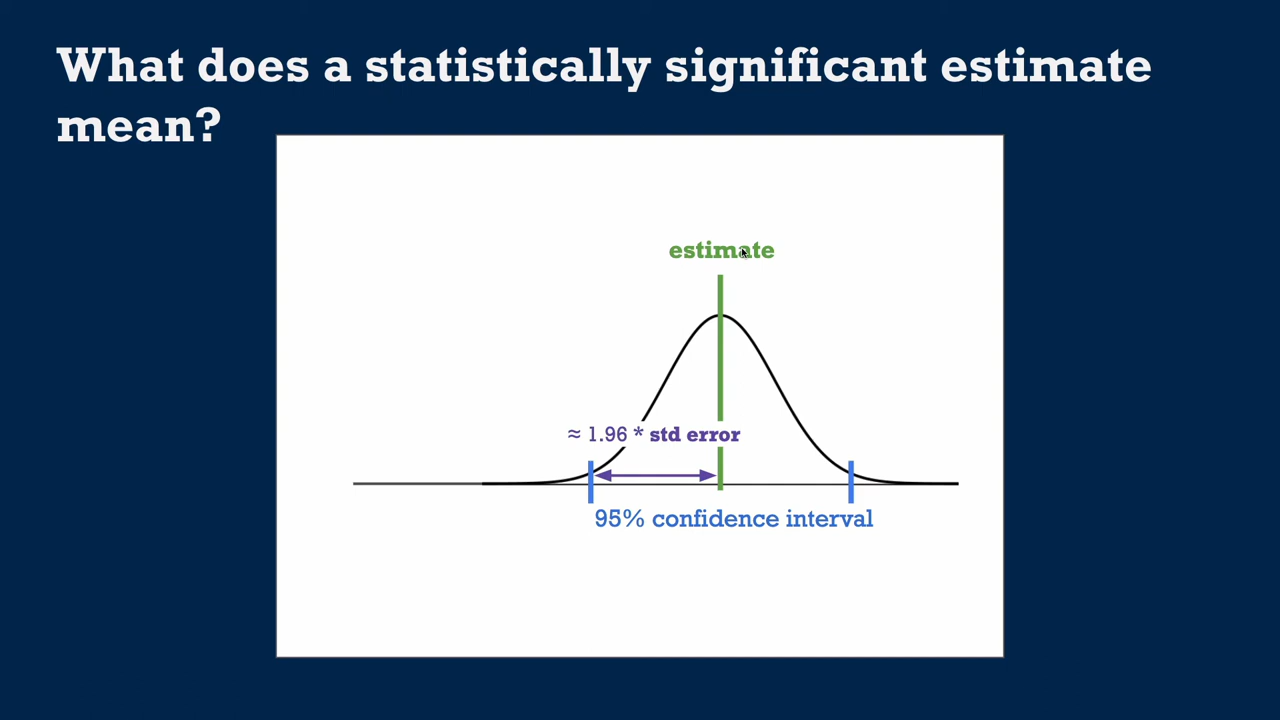 What does a statistically significant estimate
mean?
estimate
≈ 1.96 * std error
95% confidence interval